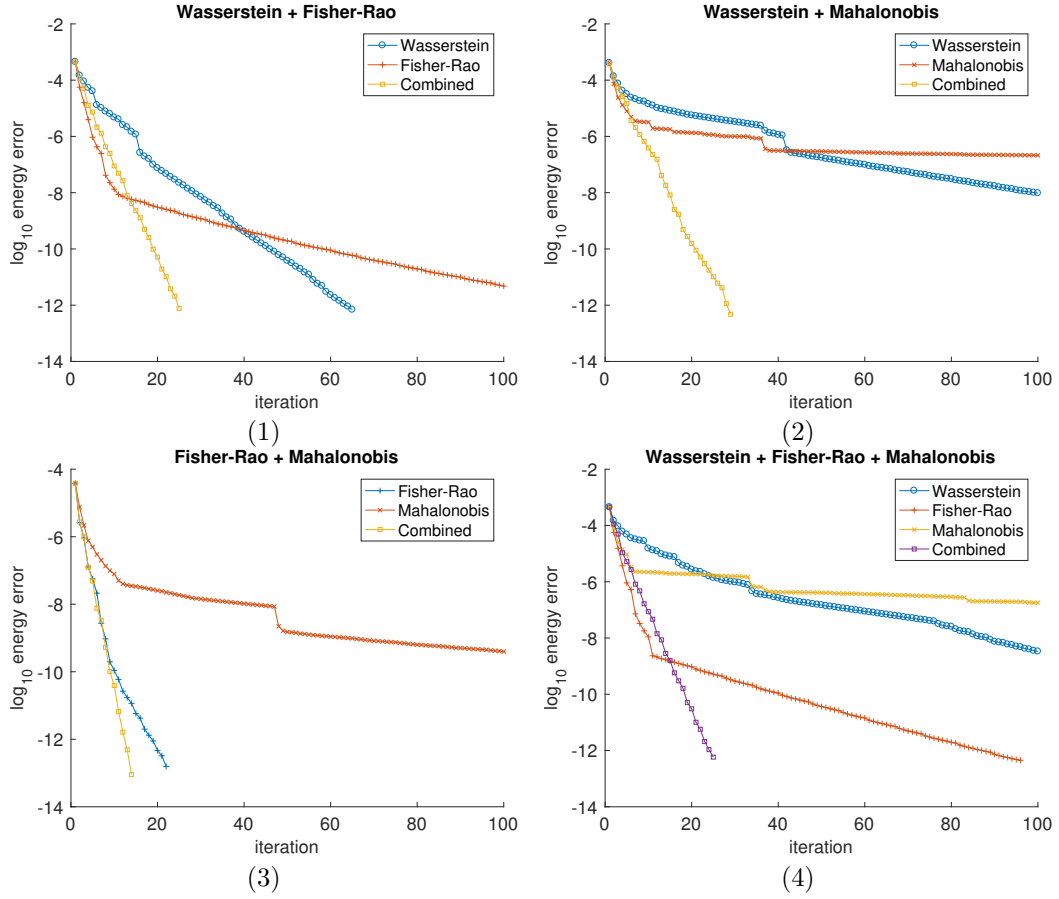 Wasserstein + Fisher-Rao
-2
-4
-6
-8
-10
-12
-14
0
20
40
60
80
100
log10 energy error
iteration
Wasserstein
Fisher-Rao
Combined
(1)
Wasserstein + Mahalonobis
-2
-4
-6
-8
-10
-12
-14
0
20
40
60
80
100
log10 energy error
iteration
Wasserstein
Mahalonobis
Combined
(2)
Fisher-Rao + Mahalonobis
-4
-6
-8
-10
-12
-14
0
20
40
60
80
100
log10 energy error
iteration
Fisher-Rao
Mahalonobis
Combined
(3)
Wasserstein + Fisher-Rao + Mahalonobis
-2
-4
-6
-8
-10
-12
-14
0
20
40
60
80
100
log10 energy error
iteration
Wasserstein
Fisher-Rao
Mahalonobis
Combined
(4)